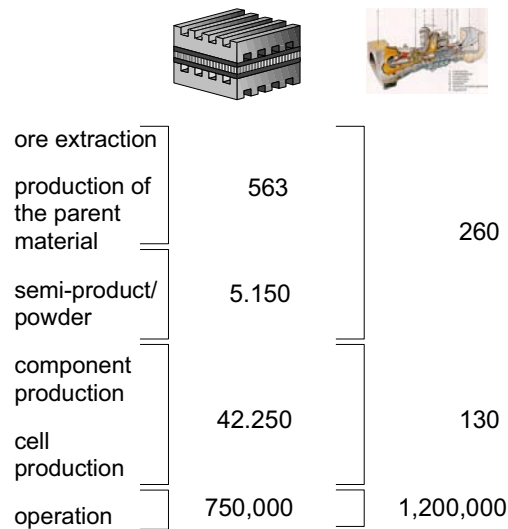 ore extraction
production of
the parent
material
563
260
semi-product/
powder
5.150
component
production
42.250
130
cell
production
operation
750,000
1,200,000